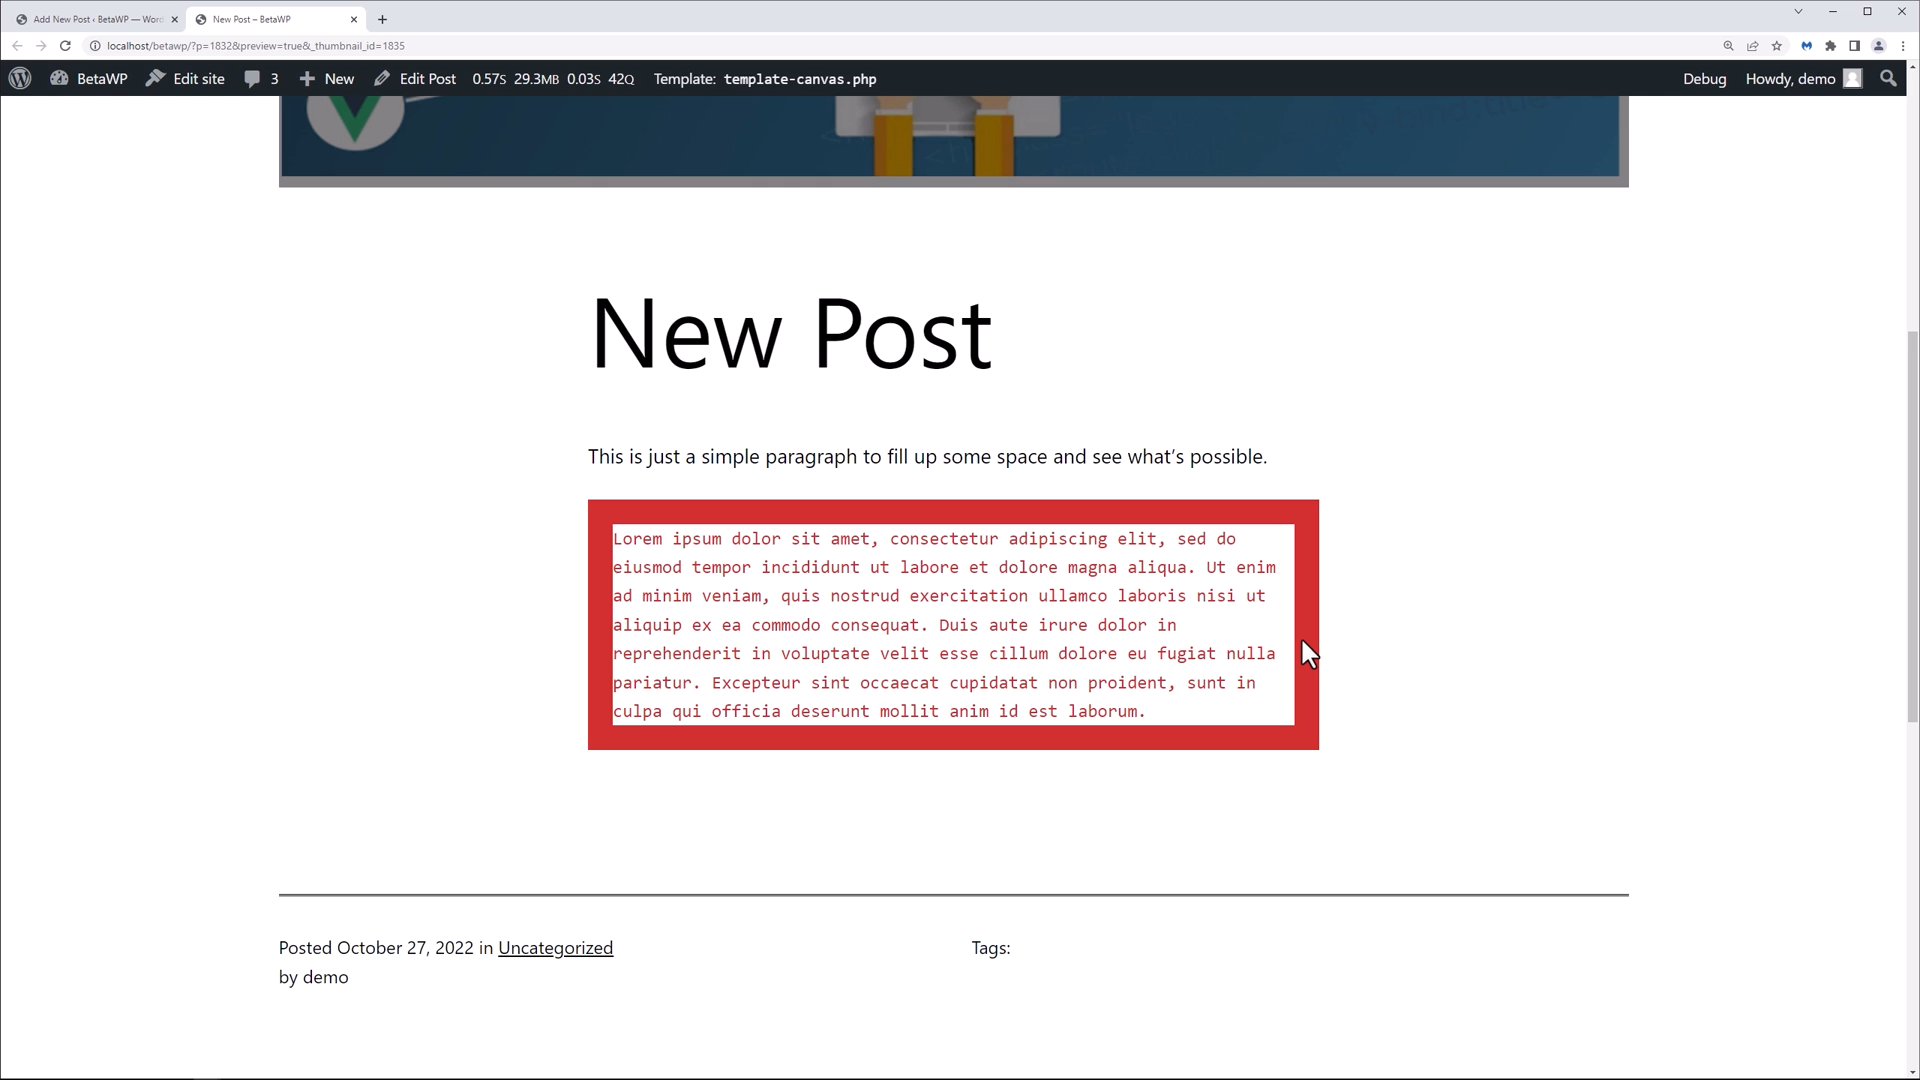 Add New Post ‹ BetaWP — Word
New Post – BetaWP
localhost/betawp/?p=1832&preview=true&_thumbnail_id=1835
BetaWP Edit site 3 New Edit Post 0.57S 29.3MB 0.03S 42Q Template: template-canvas.php Debug Howdy, demo
New Post
This is just a simple paragraph to fill up some space and see what’s possible.
Lorem ipsum dolor sit amet, consectetur adipiscing elit, sed do
eiusmod tempor incididunt ut labore et dolore magna aliqua. Ut enim
ad minim veniam, quis nostrud exercitation ullamco laboris nisi ut
aliquip ex ea commodo consequat. Duis aute irure dolor in
reprehenderit in voluptate velit esse cillum dolore eu fugiat nulla
pariatur. Excepteur sint occaecat cupidatat non proident, sunt in
culpa qui officia deserunt mollit anim id est laborum.
Posted October 27, 2022 in Uncategorized
by demo
Tags: